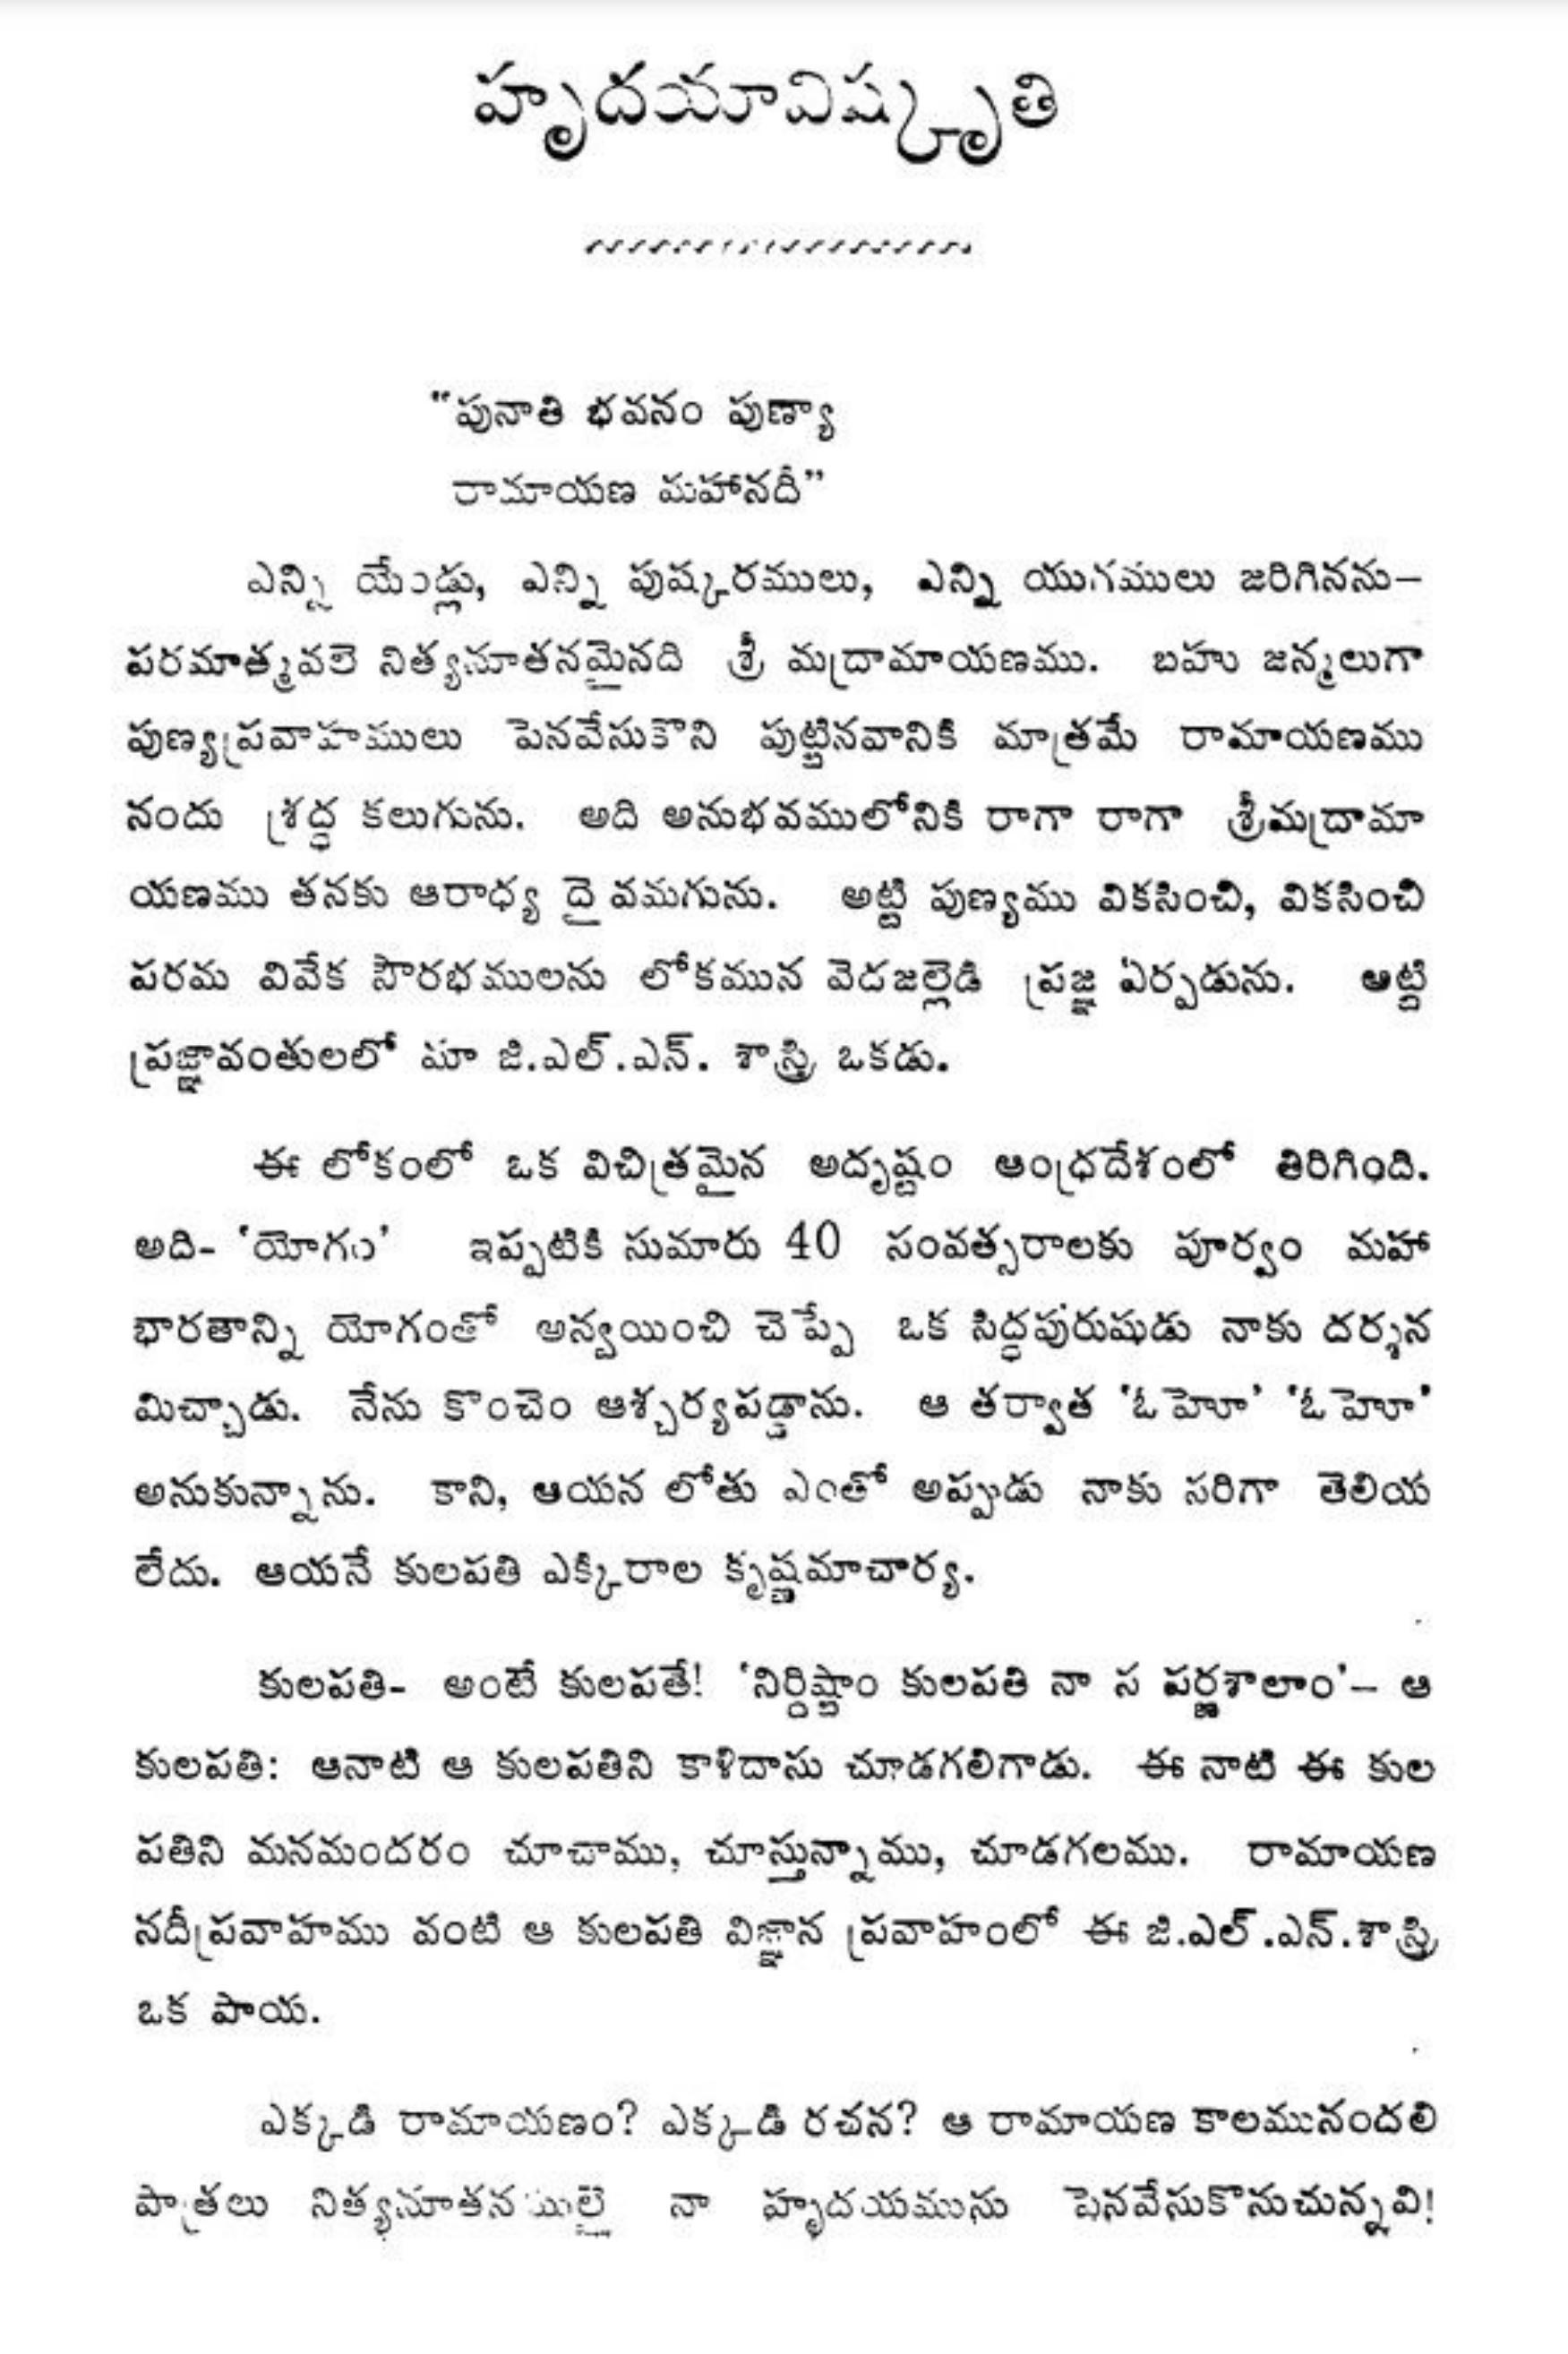 హృదయావిష్కృతి
"పునాతి భవనం పుణ్యా
రామాయణ మహానదీ"
ఎన్ని యేండ్లు, ఎన్ని పుష్కరములు, ఎన్ని యుగములు జరిగినను–
పరమాత్మవలె నిత్యనూతనమైనది శ్రీ మద్రామాయణము. బహు జన్మలుగా
పుణ్యప్రవాహములు పెనవేసుకొని పుట్టినవానికి మాత్రమే రామాయణము
నందు శ్రద్ధ కలుగును. అది అనుభవములోనికి రాగా రాగా శ్రీమద్రామా
యణము తనకు ఆరాధ్య దై వమగును. అట్టి పుణ్యము వికసించి, వికసించి
పరమ వివేక సౌరభములను లోకమున వెదజల్లెడి ప్రజ్ఞ ఏర్పడును. అట్టి
ప్రజ్ఞావంతులలో మా జి.ఎల్.ఎన్. శాస్త్రి ఒకడు.
ఈ లోకంలో ఒక విచిత్రమైన అదృష్టం ఆంధ్రదేశంలో తిరిగింది.
అది- 'యోగం' ఇప్పటికి సుమారు 40 సంవత్సరాలకు పూర్వం మహా
భారతాన్ని యోగంతో అన్వయించి చెప్పే ఒక సిద్ధపురుషుడు నాకు దర్శన
మిచ్చాడు. నేను కొంచెం ఆశ్చర్యపడ్డాను. ఆ తర్వాత 'ఓహెూ' 'ఓహెూ'
అనుకున్నాను. కాని, ఆయన లోతు ఎంతో అప్పుడు నాకు సరిగా తెలియ
లేదు. ఆయనే కులపతి ఎక్కిరాల కృష్ణమాచార్య.
కులపతి- అంటే కులపతే! 'నిర్దిష్టాం కులపతి నా స పర్ణశాలాం'– ఆ
కులపతి: ఆనాటి ఆ కులపతిని కాళిదాసు చూడగలిగాడు. ఈ నాటి ఈ కుల
పతిని మనమందరం చూచాము, చూస్తున్నాము, చూడగలము. రామాయణ
నదీప్రవాహము వంటి ఆ కులపతి విజ్ఞాన ప్రవాహంలో ఈ జి.ఎల్.ఎన్.శాస్త్రి
ఒక పాయ.
ఎక్కడి రామాయణం? ఎక్కడి రచన? ఆ రామాయణ కాలమునందలి
పాత్రలు నిత్యనూతనములై నా హృదయమును పెనవేసుకొనుచున్నవి!